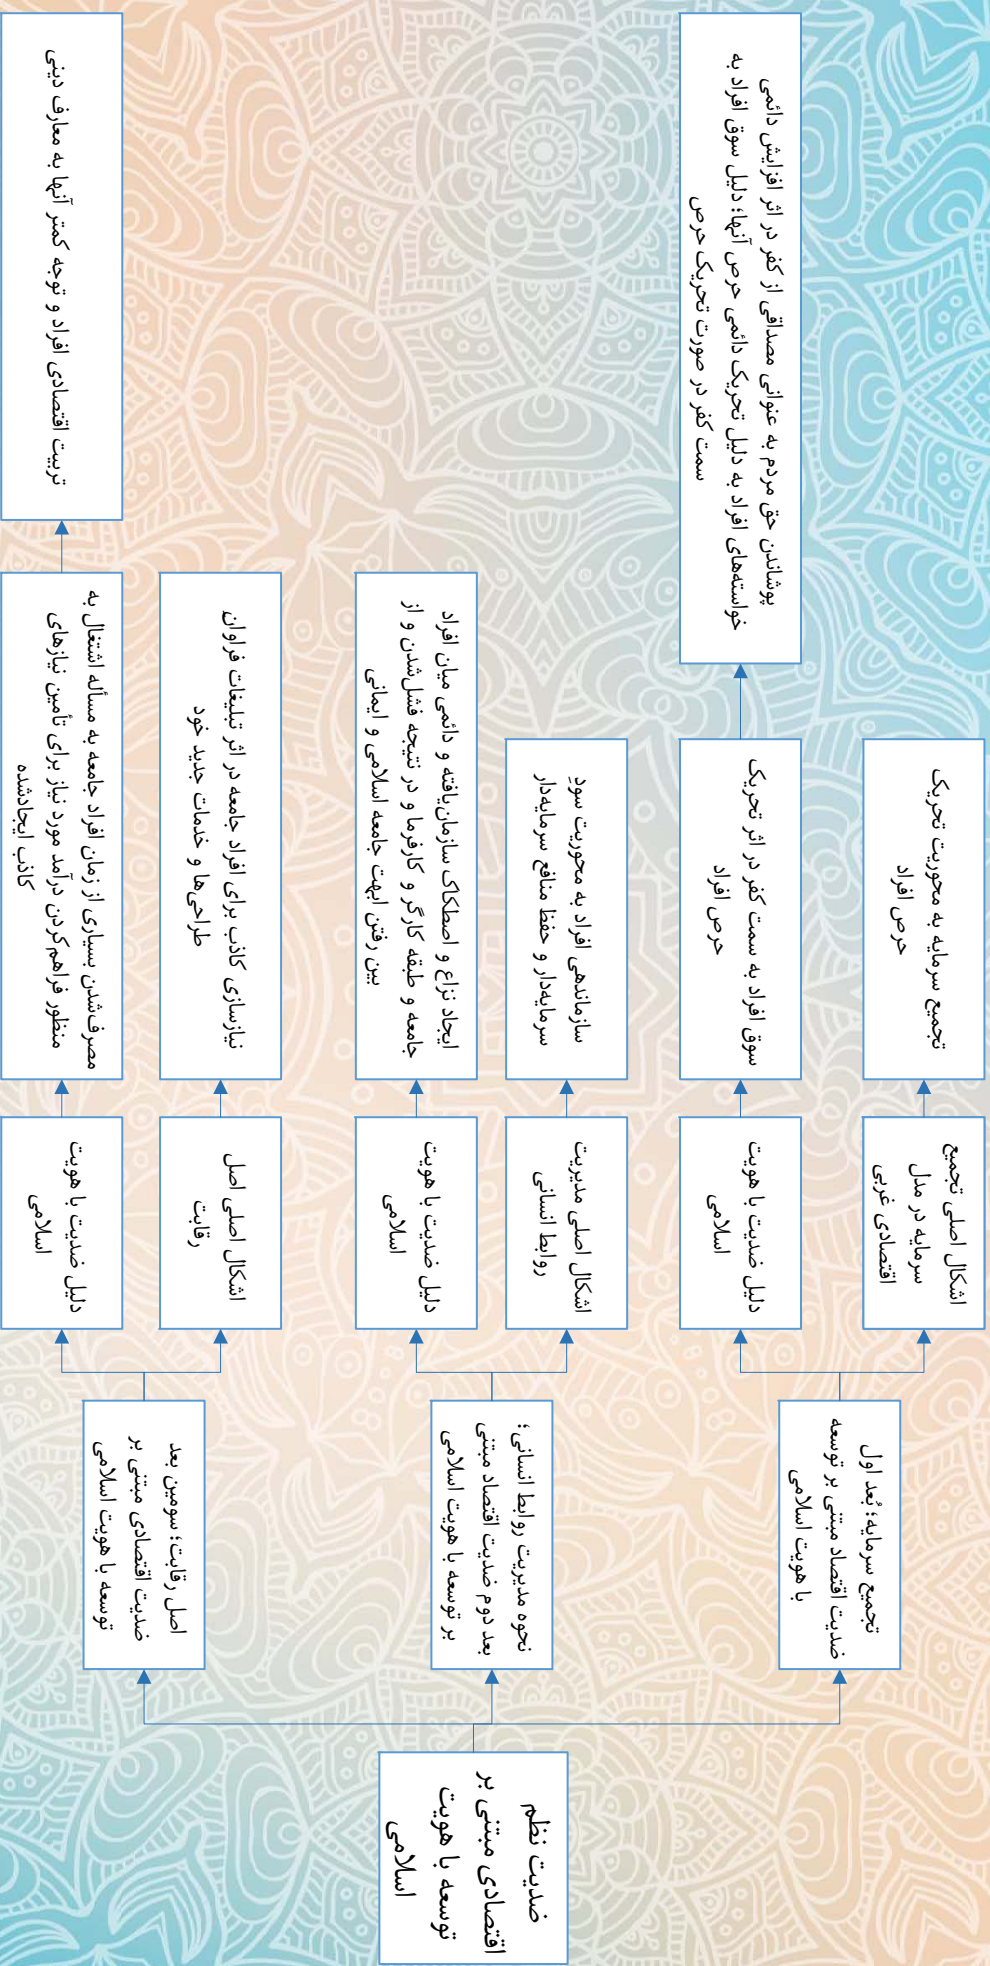 ضدیت نظم
اقتصادی مبتنی بر
توسعه با هویت
اسلامی
تجمیع سرمایه؛ بُعد اول
ضدیت اقتصاد مبتنی بر توسعه
با هویت اسلامی
اشکال اصلی تجمیع
سرمایه در مدل
اقتصادی غربی
تجمیع سرمایه به محوریت تحریک
حرص افراد
دلیل ضدیت با هویت
اسلامی
سوق افراد به سمت کفر در اثر تحریک
حرص افراد
پوشاندن حق مردم به عنوانی مصداقی از کفر در اثر افزایش دائمی
خواسته‌های افراد به دلیل تحریک دائمی حرص آنها؛ دلیل سوق افراد به
سمت کفر در صورت تحریک حرص
نحوه مدیریت روابط انسانی؛
بعد دوم ضدیت اقتصاد مبتنی
بر توسعه با هویت اسلامی
اشکال اصلی مدیریت
روابط انسانی
سازماندهی افراد به محوریت سودِ
سرمایه‌دار و حفظ منافع سرمایه‌دار
دلیل ضدیت با هویت
اسلامی
ایجاد نزاع و اصطکاک سازمان‌یافته و دائمی میان افراد
جامعه و طبقه کارگر و کارفرما و در نتیجه فشل‌شدن و از
بین رفتن ابهت جامعه اسلامی و ایمانی
اصل رقابت؛ سومین بعد
ضدیت اقتصادی مبتنی بر
توسعه با هویت اسلامی
اشکال اصلی اصل
رقابت
نیازسازی کاذب برای افراد جامعه در اثر تبلیغات فراوان
طراحی‌ها و خدمات جدید خود
دلیل ضدیت با هویت
اسلامی
مصرف‌شدن بسیاری از زمان افراد جامعه به مسأله اشتغال به
منظور فراهم‌کردن درآمد مورد نیاز برای تأمین نیازهای
کاذب ایجادشده
تربیت اقتصادی افراد و توجه کمتر آنها به معارف دینی